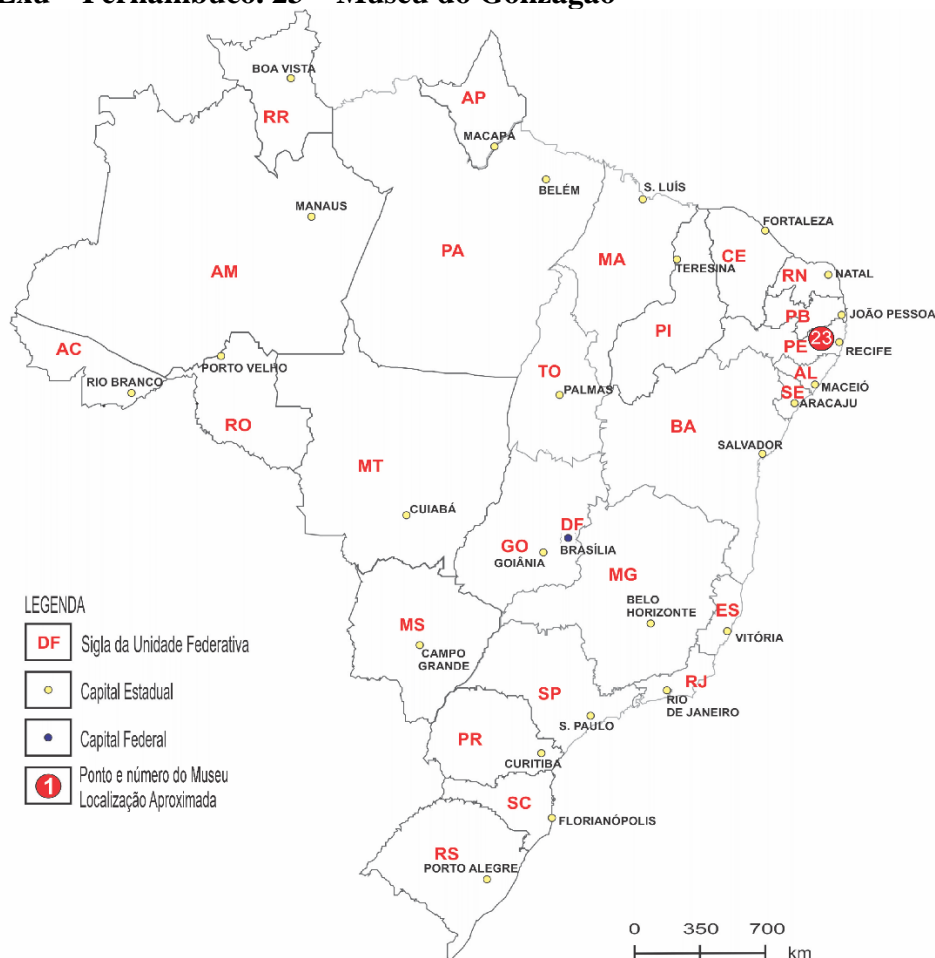 Exu – Pernambuco. 23 – Museu do Gonzagão
BOA VISTA
RR
AP
MACAPÁ
BELÉM
S. LUÍS
MANAUS
FORTALEZA
AM
PA
MA
TERESINA
CE
RN
NATAL
PB
JOÃO PESSOA
PI
PE
23
RECIFE
AC
PORTO VELHO
RIO BRANCO
TO
PALMAS
AL
MACEIÓ
SE
ARACAJU
RO
BA
MT
SALVADOR
CUIABÁ
DF
BRASÍLIA
GO
GOIÂNIA
MG
BELO
HORIZONTE
ES
VITÓRIA
MS
CAMPO
GRANDE
SP
RJ
RIO
DE JANEIRO
S. PAULO
PR
CURITIBA
SC
FLORIANÓPOLIS
RS
PORTO ALEGRE
LEGENDA
DF Sigla da Unidade Federativa
Capital Estadual
Capital Federal
1 Ponto e número do Museu
Localização Aproximada
0 350 700
km